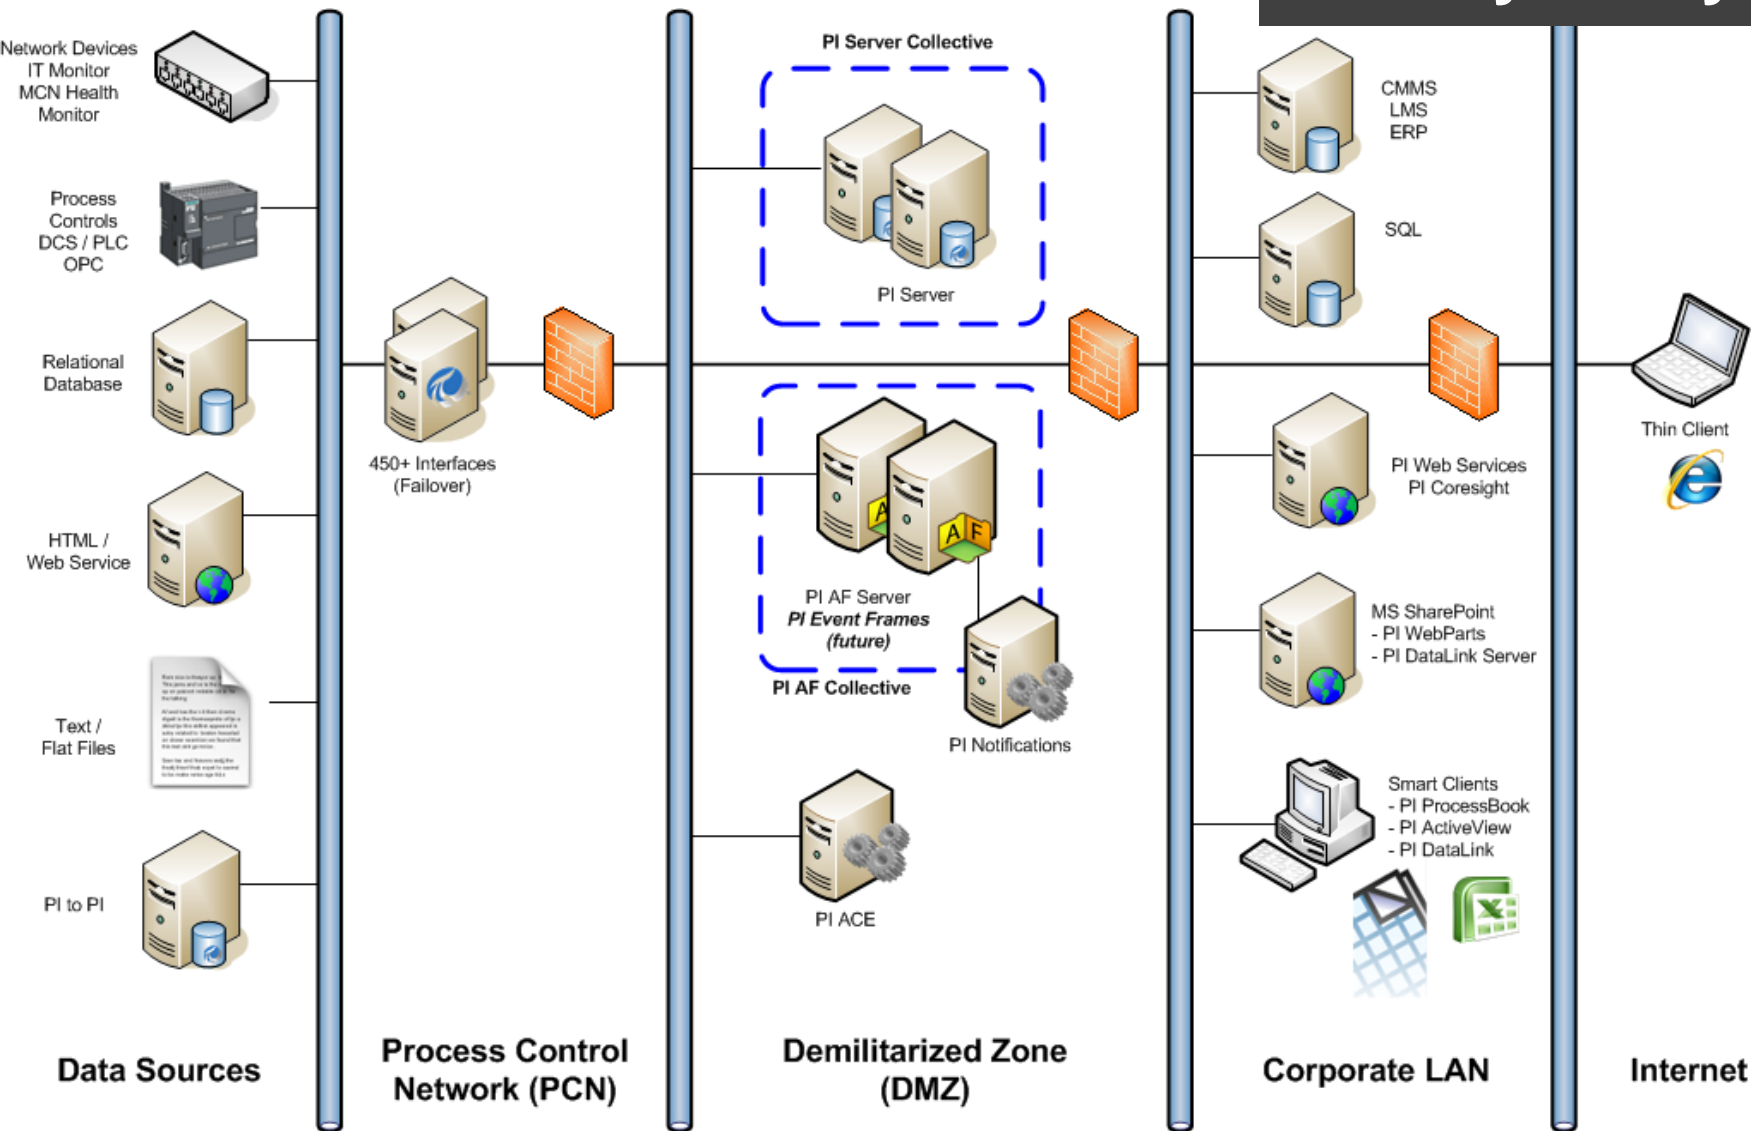 Network Devices
IT Monitor
MCN Health
Monitor
Process
Controls
DCS / PLC
OPC
Relational
Database
HTML /
Web Service
Text /
Flat Files
PI to PI
Data Sources
450+ Interfaces
(Failover)
Process Control
Network (PCN)
PI Server Collective
PI Server
A
A F
PI AF Server
PI Event Frames
(future)
PI AF Collective
PI Notifications
PI ACE
Demilitarized Zone
(DMZ)
CMMS
LMS
ERP
SQL
PI Web Services
PI Coresight
MS SharePoint
- PI WebParts
- PI DataLink Server
Smart Clients
- PI ProcessBook
- PI ActiveView
- PI DataLink
Corporate LAN
Thin Client
Internet